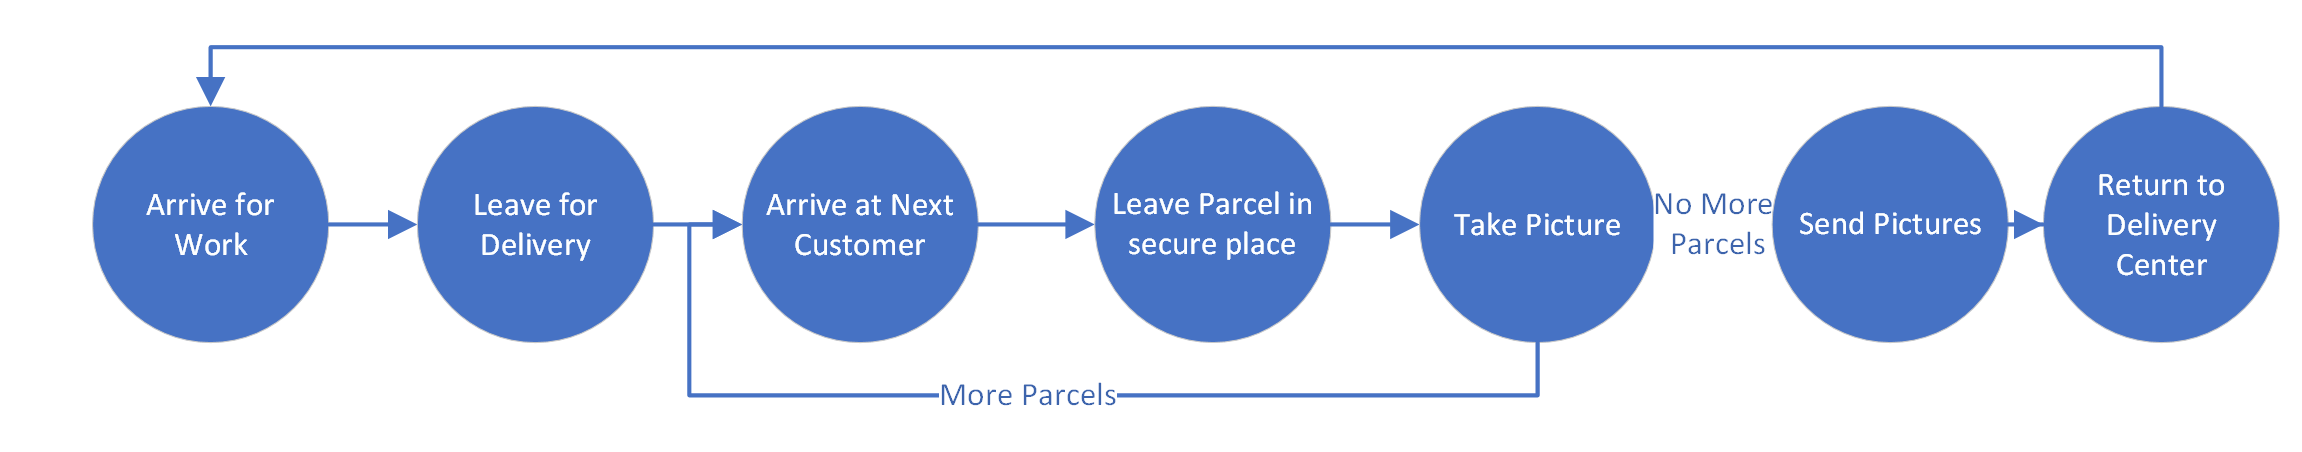 Arrive for
Work
Leave for
Delivery
Arrive at Next
Customer
Leave Parcel in
secure place
Take Picture
No More
Parcels
Send Pictures
Return to
Delivery
Center
More Parcels